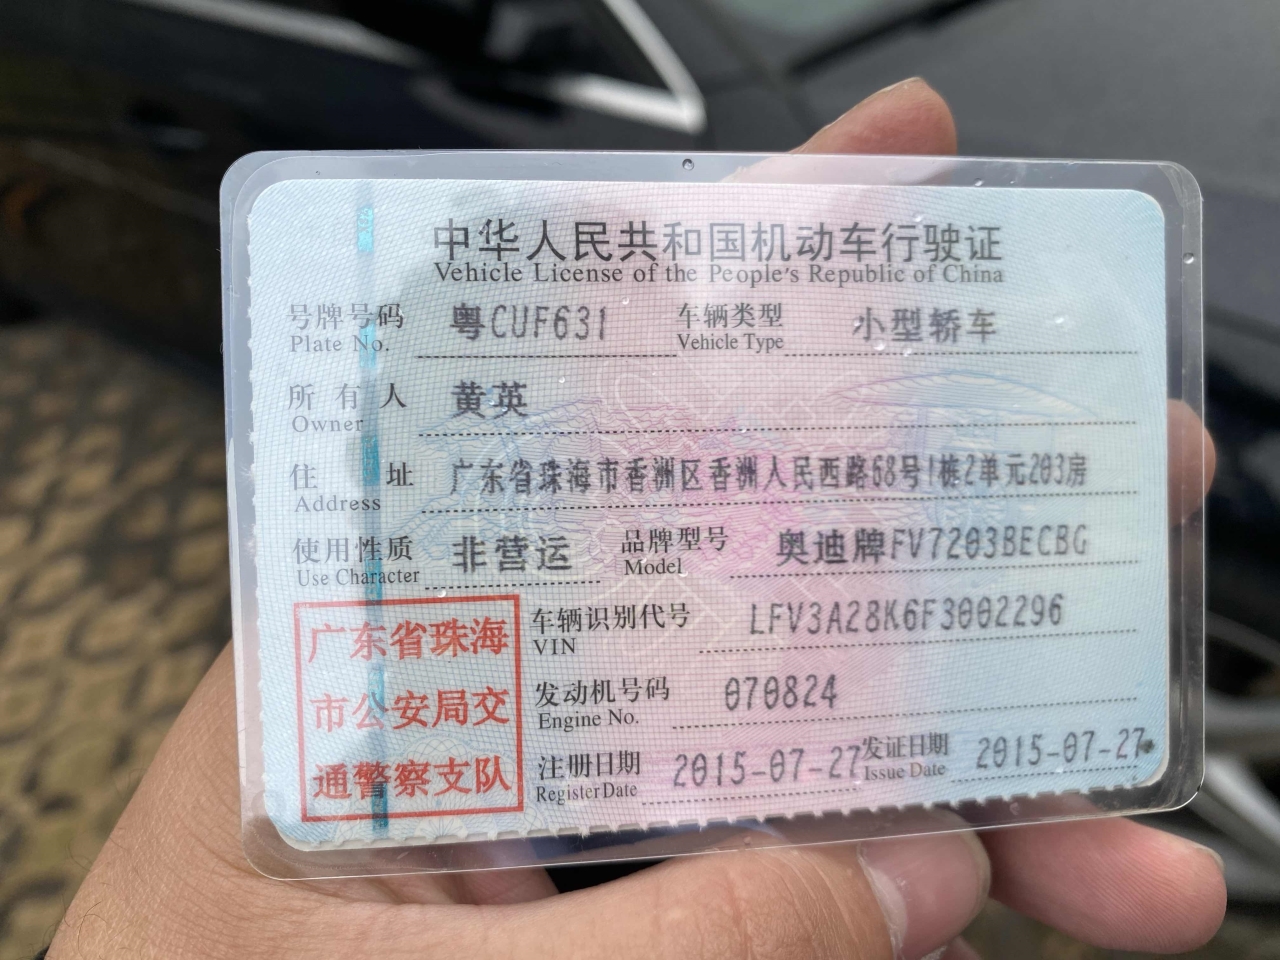 中华人民共和国机动车行驶证
Vehicle License of the People's Republic of China
号牌号码 粤CUF631 车辆类型 小型轿车
Plate No. Vehicle Type
所有人 黄英
Owner
住址 广东省珠海市香洲区香洲人民西路68号1栋2单元203房
Address
使用性质 非营运 品牌型号 奥迪牌FV7203BECBG
Use Character Model
广东省珠海
市公安局交
通警察支队
车辆识别代号 LFV3A28K6F3002296
VIN
发动机号码 070824
Engine No.
注册日期 2015-07-27 发证日期 2015-07-27
Register Date Issue Date